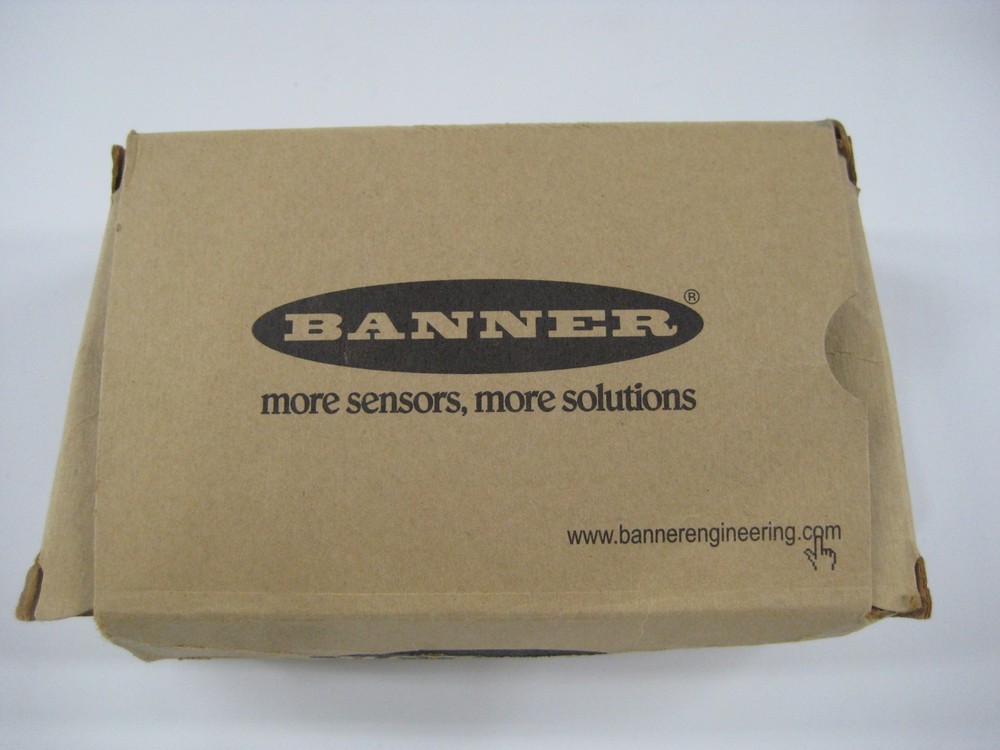 BANNER®
more sensors, more solutions
www.bannerengineering.com